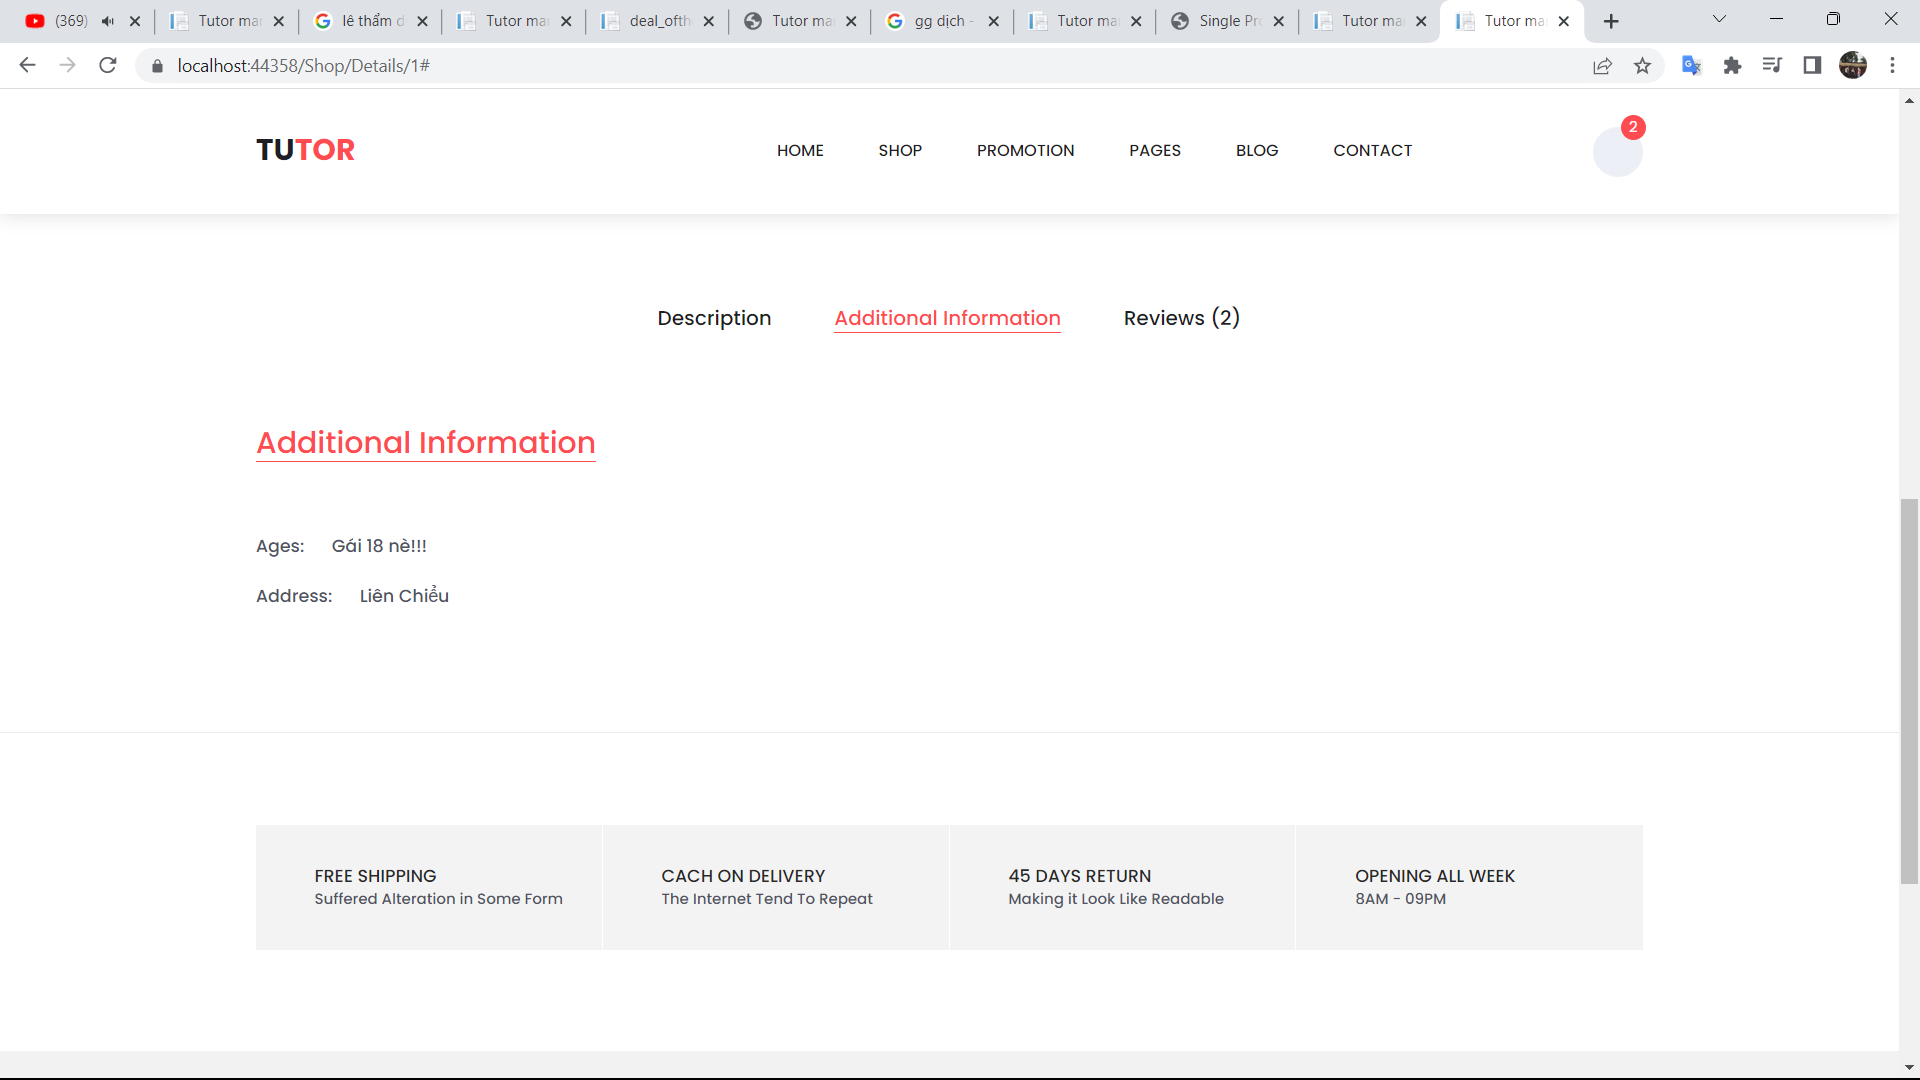 (369)
Tutor ma
lê thẩm d
Tutor ma
deal_ofth
Tutor ma
gg dịch -
Tutor ma
Single Pr
Tutor ma
Tutor ma
localhost:44358/Shop/Details/1#
TUTOR
HOME SHOP PROMOTION PAGES BLOG CONTACT
2
Description Additional Information Reviews (2)
Additional Information
Ages: Gái 18 nè!!!
Address: Liên Chiểu
FREE SHIPPING
Suffered Alteration in Some Form
CACH ON DELIVERY
The Internet Tend To Repeat
45 DAYS RETURN
Making it Look Like Readable
OPENING ALL WEEK
8AM - 09PM